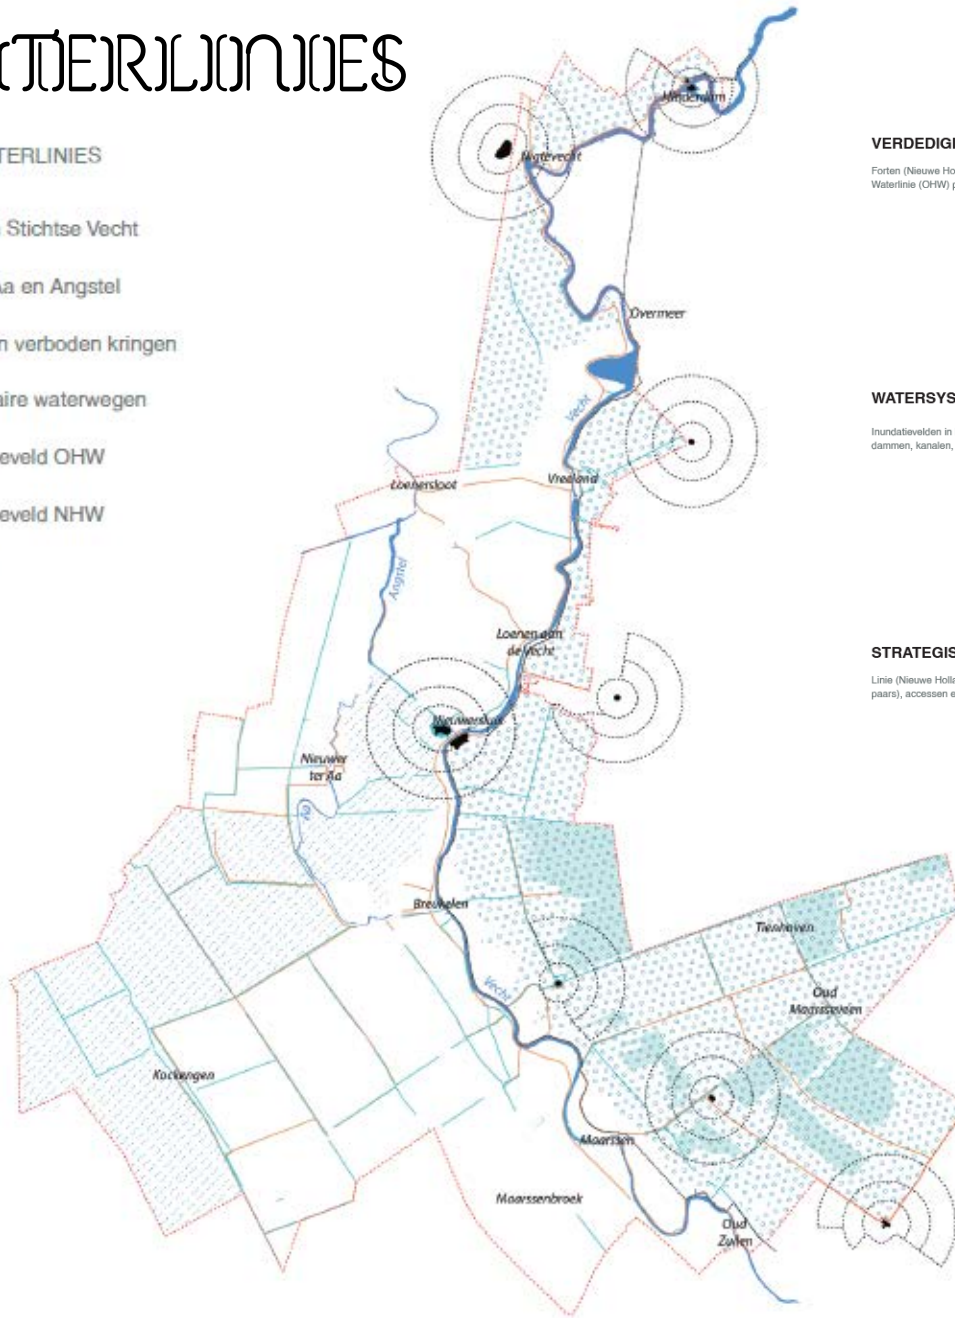 TERLINIES
TERLINIES
Stichtse Vecht
Aa en Angstel
n verboden kringen
aire waterwegen
eveld OHW
eveld NHW
Hinderdam
Nigtevecht
Overmeer
Vecht
Loenersloot
Vreeland
Angstel
Loenen aan
de Vecht
Nieuwersluis
Nieuwer
ter Aa
Aa
Breukelen
Vecht
Tienhoven
Oud
Maarsseveen
Kockengen
Maarssen
Maarssenbroek
Oud
Zuilen
VERDEDIG
Forten (Nieuwe Ho
Waterlinie (OHW) p
WATERSYS
Inundatievelden in
dammen, kanalen,
STRATEGIS
Linie (Nieuwe Holla
paars), accessen e